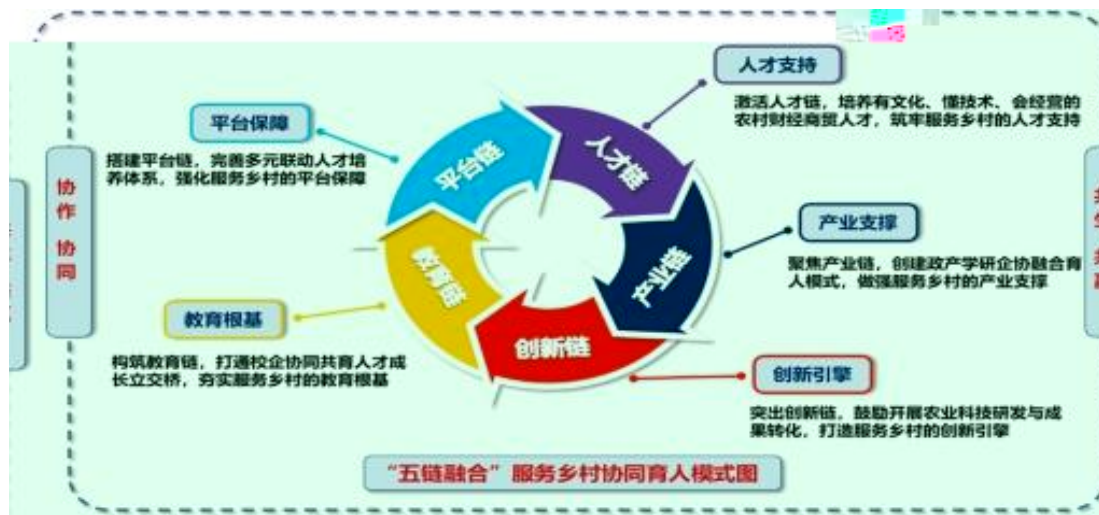 人才支持
激活人才链，培养有文化、懂技术、会经营的
农村财经商贸人才，筑牢服务乡村的人才支持
平台保障
搭建平台链，完善多元联动人才培
养体系，强化服务乡村的平台保障
协作 协同
平台链
人才链
产业链
创新链
教育链
产业支撑
聚焦产业链，创建政产学研企协融合育
人模式，做强服务乡村的产业支撑
教育根基
构筑教育链，打通校企协同共育人才成
长立交桥，夯实服务乡村的教育根基
创新引擎
突出创新链，鼓励开展农业科技研发与成
果转化，打造服务乡村的创新引擎
“五链融合”服务乡村协同育人模式图